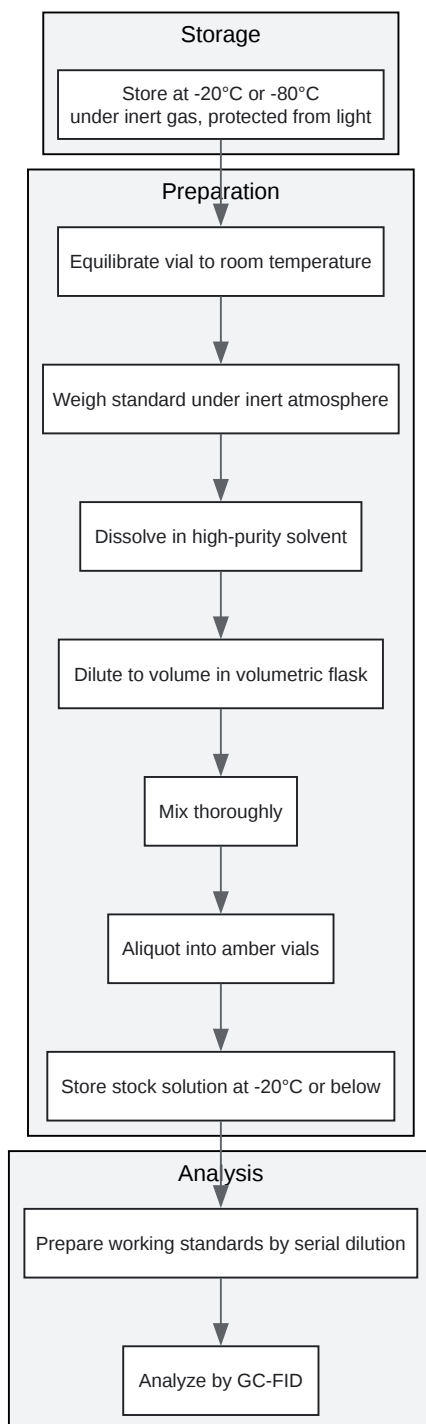 Storage
Store at -20°C or -80°C
under inert gas, protected from light
Preparation
Equilibrate vial to room temperature
Weigh standard under inert atmosphere
Dissolve in high-purity solvent
Dilute to volume in volumetric flask
Mix thoroughly
Aliquot into amber vials
Store stock solution at -20°C or below
Analysis
Prepare working standards by serial dilution
Analyze by GC-FID